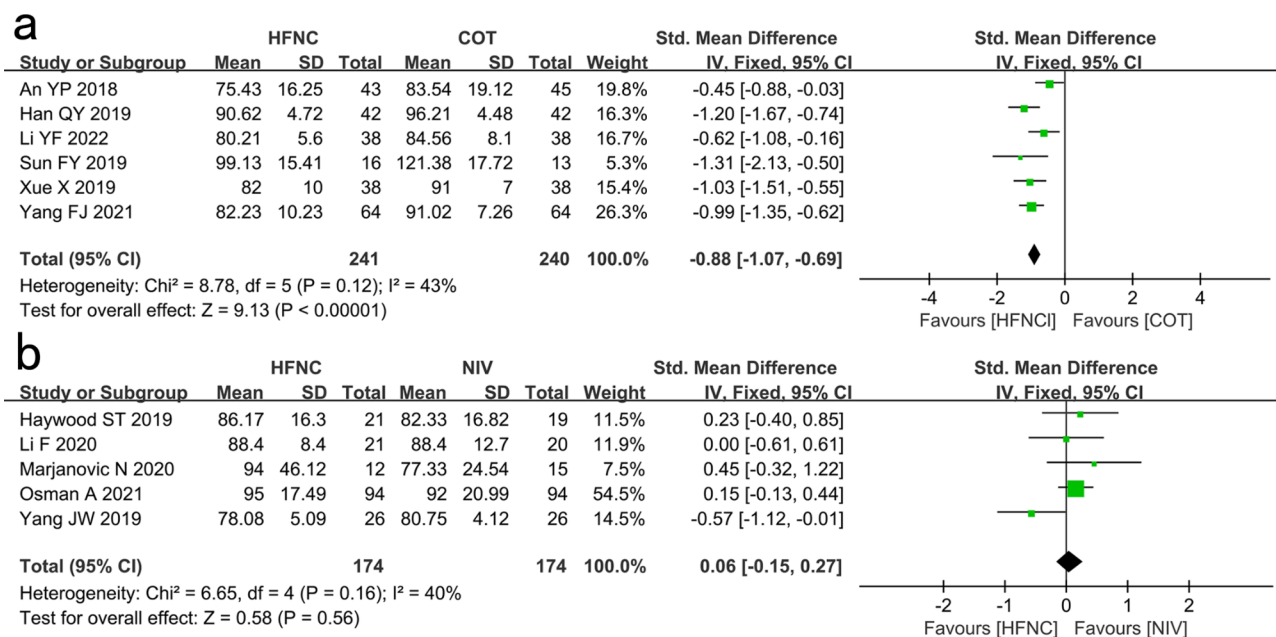 a
HFNC COT Std. Mean Difference Std. Mean Difference
Study or Subgroup Mean SD Total Mean SD Total Weight IV, Fixed, 95% CI IV, Fixed, 95% CI
An YP 2018 75.43 16.25 43 83.54 19.12 45 19.8% -0.45 [-0.88, -0.03]
Han QY 2019 90.62 4.72 42 96.21 4.48 42 16.3% -1.20 [-1.67, -0.74]
Li YF 2022 80.21 5.6 38 84.56 8.1 38 16.7% -0.62 [-1.08, -0.16]
Sun FY 2019 99.13 15.41 16 121.38 17.72 13 5.3% -1.31 [-2.13, -0.50]
Xue X 2019 82 10 38 91 7 38 15.4% -1.03 [-1.51, -0.55]
Yang FJ 2021 82.23 10.23 64 91.02 7.26 64 26.3% -0.99 [-1.35, -0.62]
Total (95% CI) 241 240 100.0% -0.88 [-1.07, -0.69]
Heterogeneity: Chi² = 8.78, df = 5 (P = 0.12); I² = 43%
Test for overall effect: Z = 9.13 (P < 0.00001)
-4 -2 0 2 4
Favours [HFNCl] Favours [COT]
b
HFNC NIV Std. Mean Difference Std. Mean Difference
Study or Subgroup Mean SD Total Mean SD Total Weight IV, Fixed, 95% CI IV, Fixed, 95% CI
Haywood ST 2019 86.17 16.3 21 82.33 16.82 19 11.5% 0.23 [-0.40, 0.85]
Li F 2020 88.4 8.4 21 88.4 12.7 20 11.9% 0.00 [-0.61, 0.61]
Marjanovic N 2020 94 46.12 12 77.33 24.54 15 7.5% 0.45 [-0.32, 1.22]
Osman A 2021 95 17.49 94 92 20.99 94 54.5% 0.15 [-0.13, 0.44]
Yang JW 2019 78.08 5.09 26 80.75 4.12 26 14.5% -0.57 [-1.12, -0.01]
Total (95% CI) 174 174 100.0% 0.06 [-0.15, 0.27]
Heterogeneity: Chi² = 6.65, df = 4 (P = 0.16); I² = 40%
Test for overall effect: Z = 0.58 (P = 0.56)
-2 -1 0 1 2
Favours [HFNC] Favours [NIV]